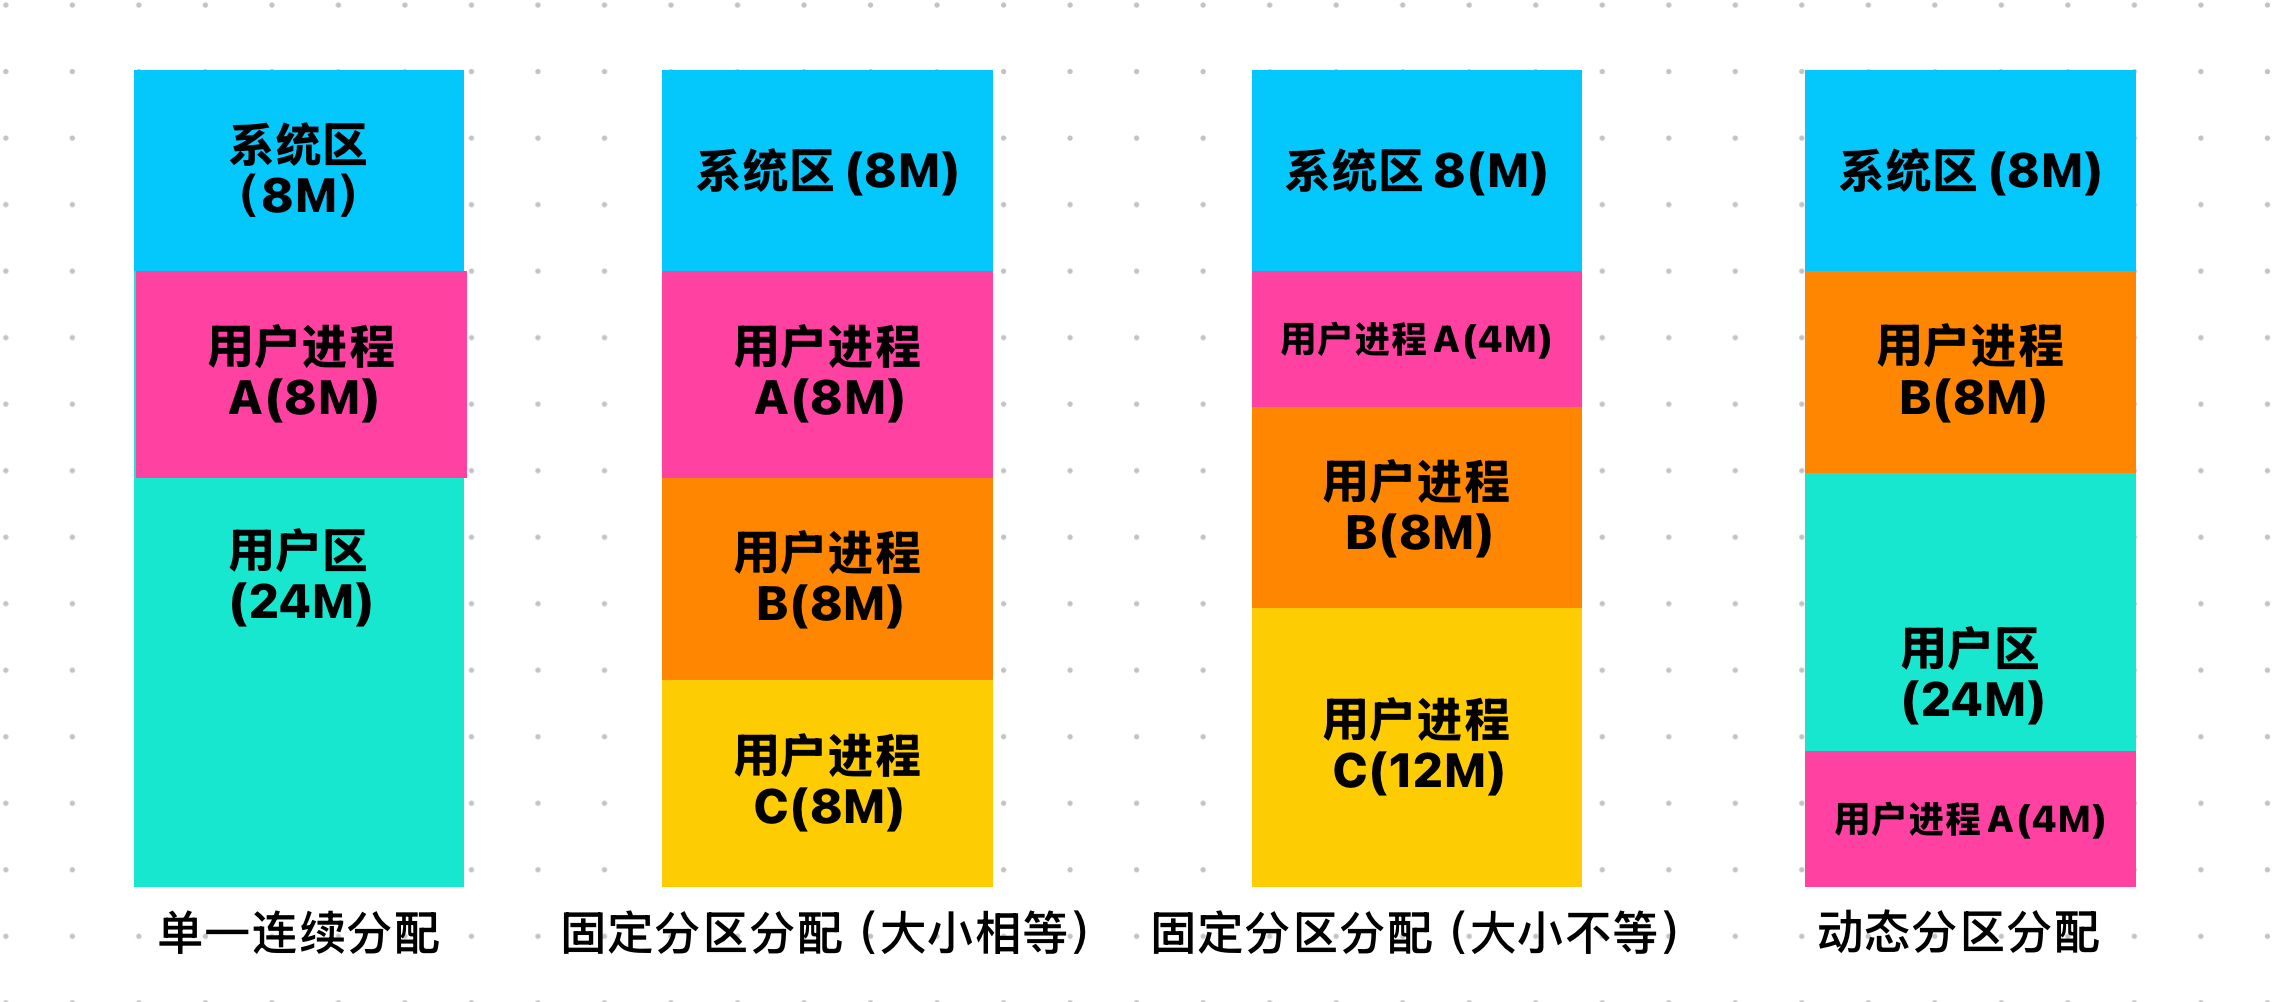 系统区
(8M)
用户进程
A(8M)
用户区
(24M)
单一连续分配
系统区 (8M)
用户进程
A(8M)
用户进程
B(8M)
用户进程
C(8M)
固定分区分配（大小相等）
系统区 8(M)
用户进程 A(4M)
用户进程
B(8M)
用户进程
C(12M)
固定分区分配（大小不等）
系统区 (8M)
用户进程
B(8M)
用户区
(24M)
用户进程 A(4M)
动态分区分配